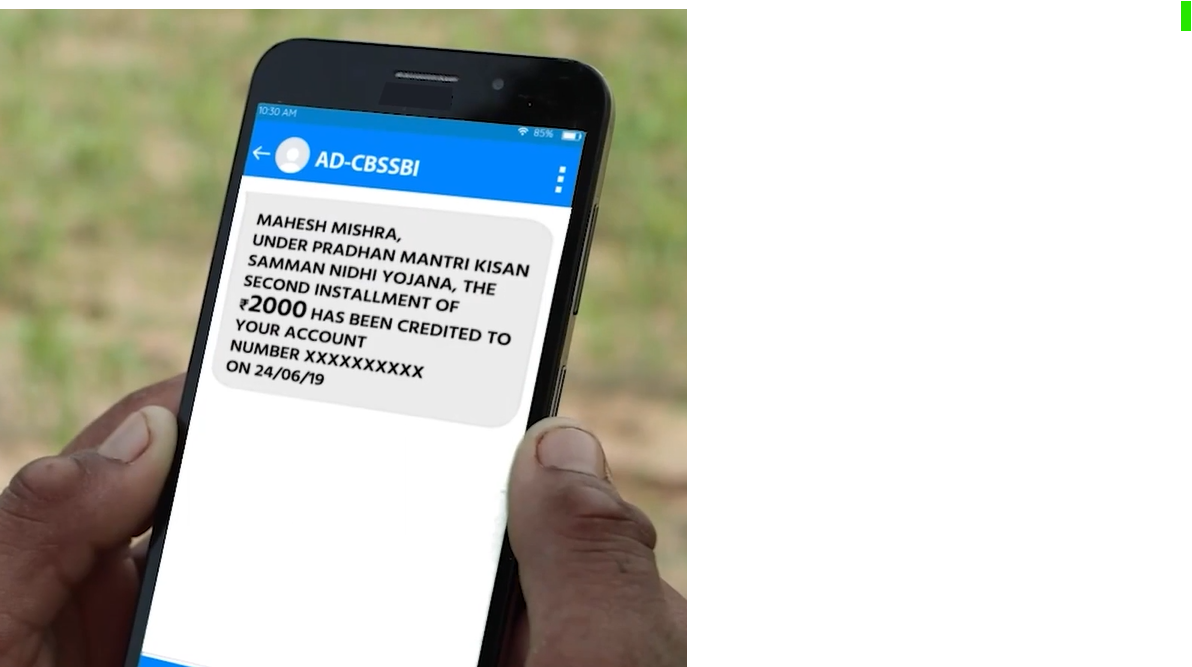 10:30 AM
85%
AD-CBSSBI
MAHESH MISHRA,
UNDER PRADHAN MANTRI KISAN
SAMMAN NIDHI YOJANA, THE
SECOND INSTALLMENT OF
₹2000 HAS BEEN CREDITED TO
YOUR ACCOUNT
NUMBER XXXXXXXXXX
ON 24/06/19